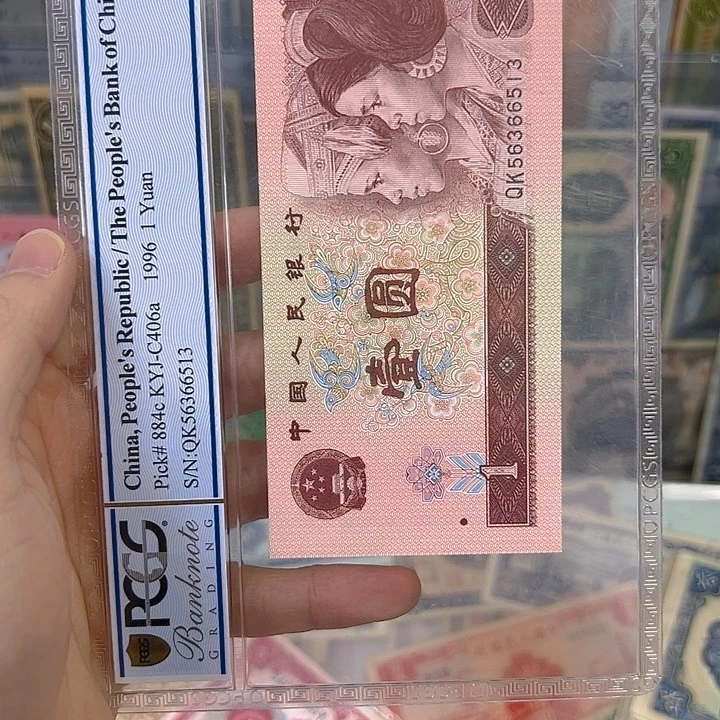 China, People's Republic/The People's Bank of Chi
Pick# 884c KYJ-C406a 1996 1 Yuan
S/N:QK56366513
PCGS
Banknote
GRADING
中国人民银行
壹圆
1
QK56366513